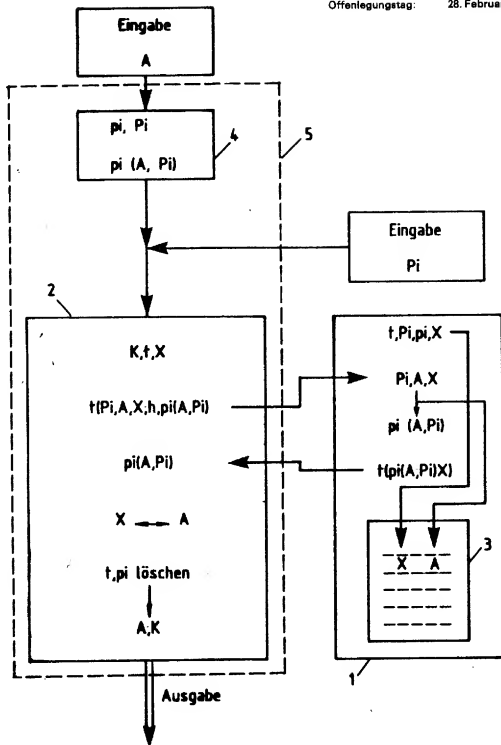 Offenlegungstag: 28. Februa
Eingabe
A
pi, Pi
pi (A, Pi)
4
5
Eingabe
Pi
2
K,t,X
t(Pi,A,X;h,pi(A,Pi)
pi(A,Pi)
X A
t,pi löschen
A,K
t,Pi,pi,X
Pi,A,X
pi (A,Pi)
t(pi(A,Pi)X)
X A
3
1
Ausgabe